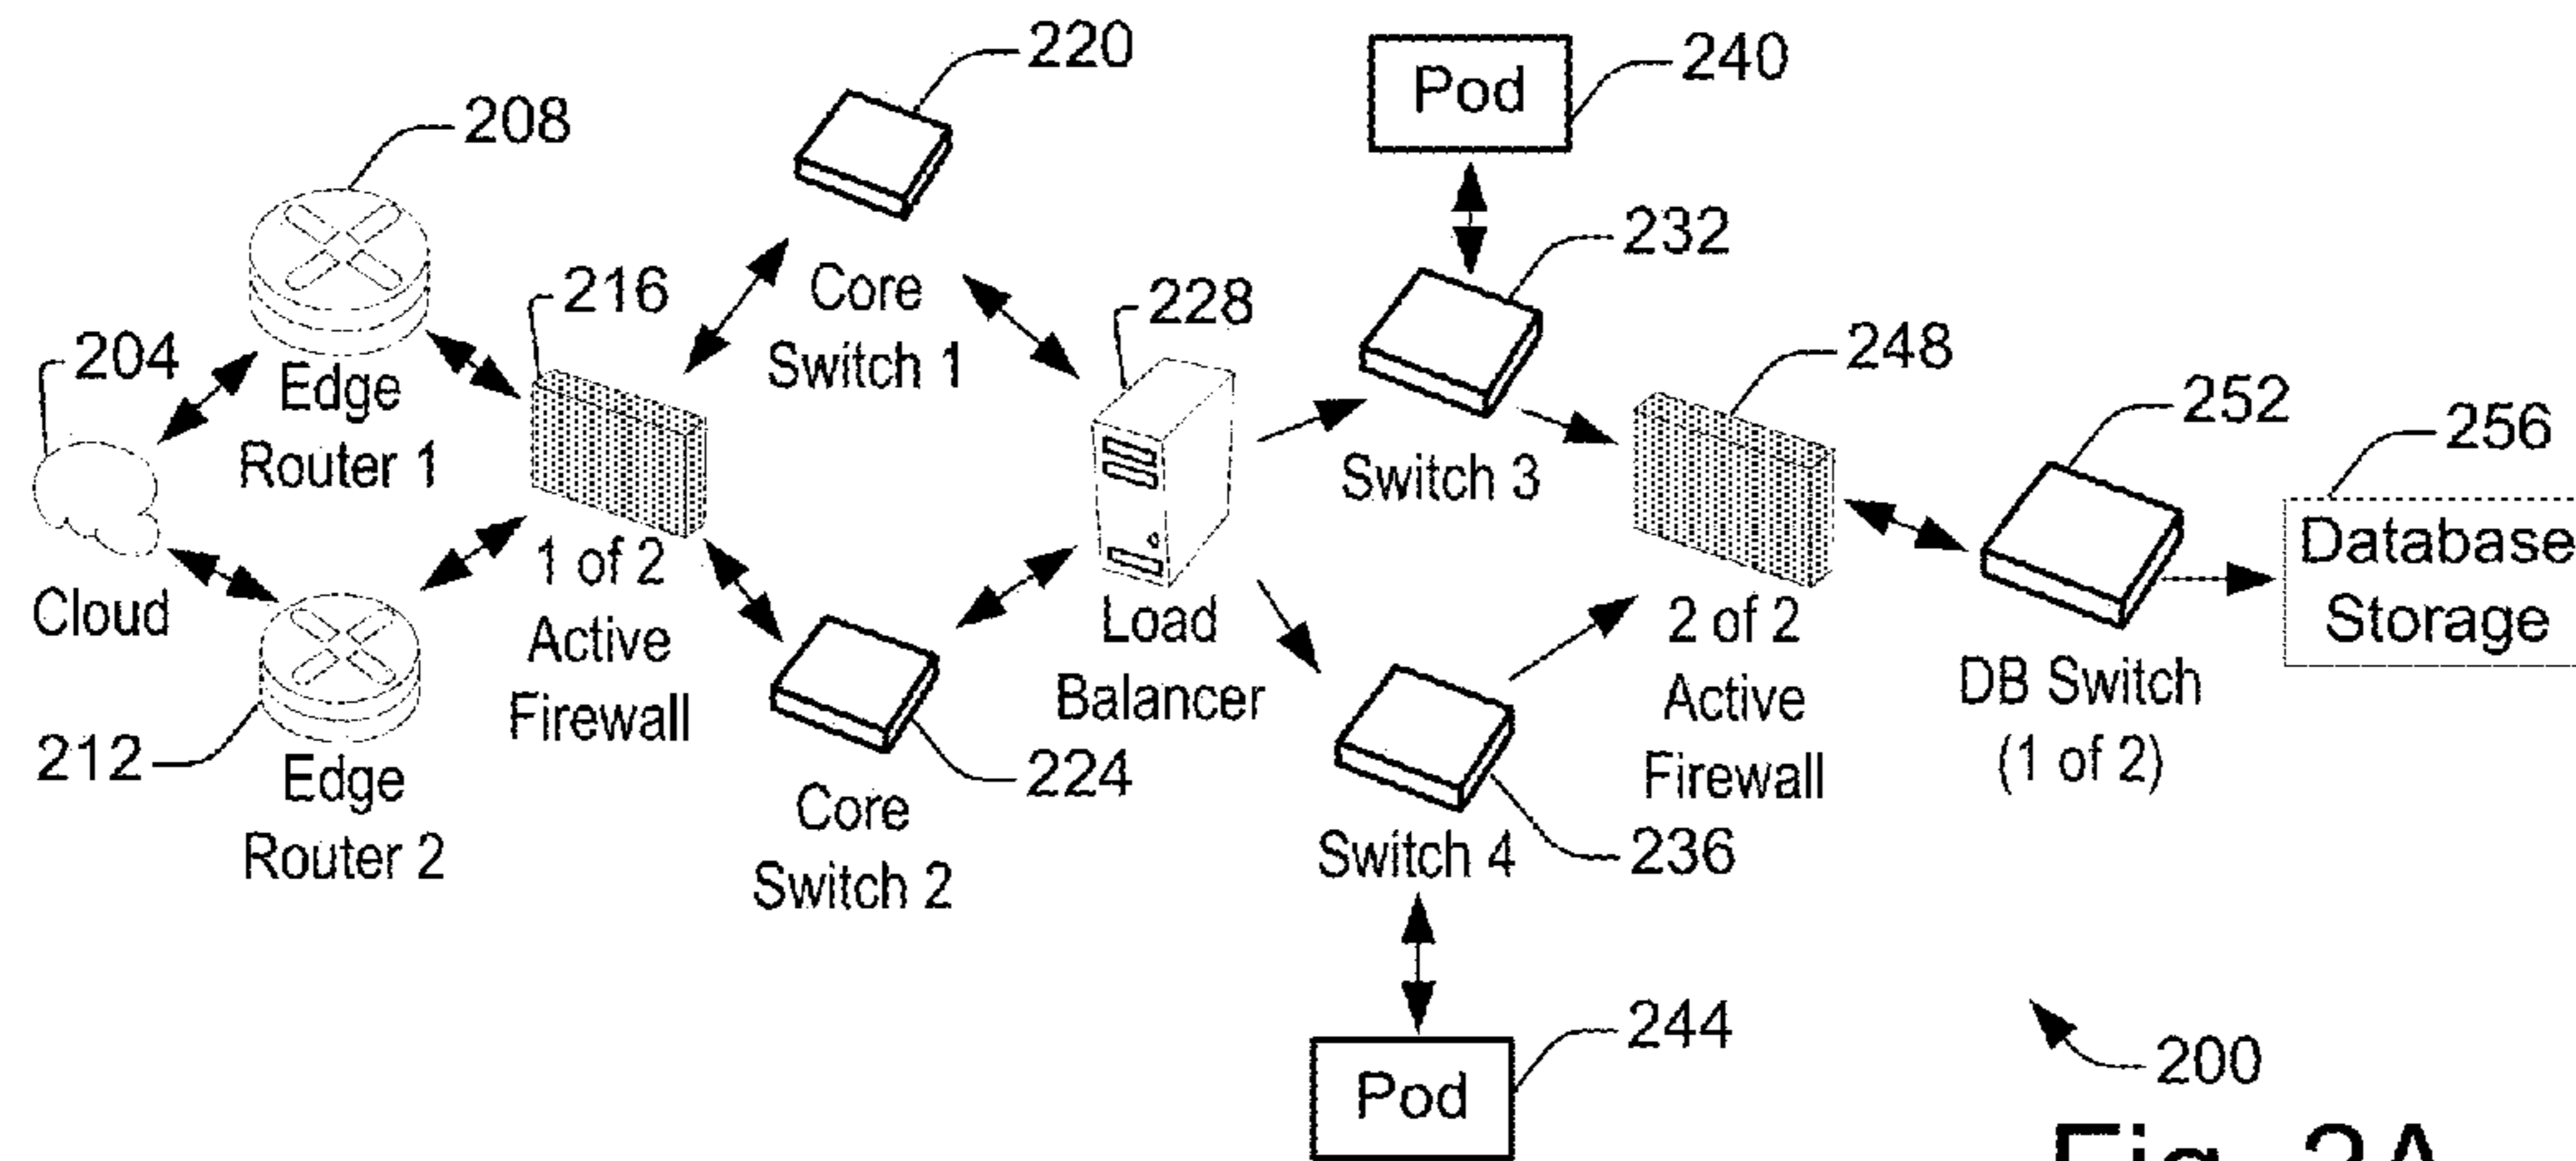 220
240
Pod
208
232
216
Core
Switch 1
228
248
204
Edge
Router 1
252
256
Switch 3
Database
Storage
1 of 2
Active
Firewall
Cloud
Load
Balancer
2 of 2
Active
Firewall
DB Switch
(1 of 2)
212
Edge
Router 2
224
Core
Switch 2
Switch 4
236
244
Pod
200
Fig. 2A